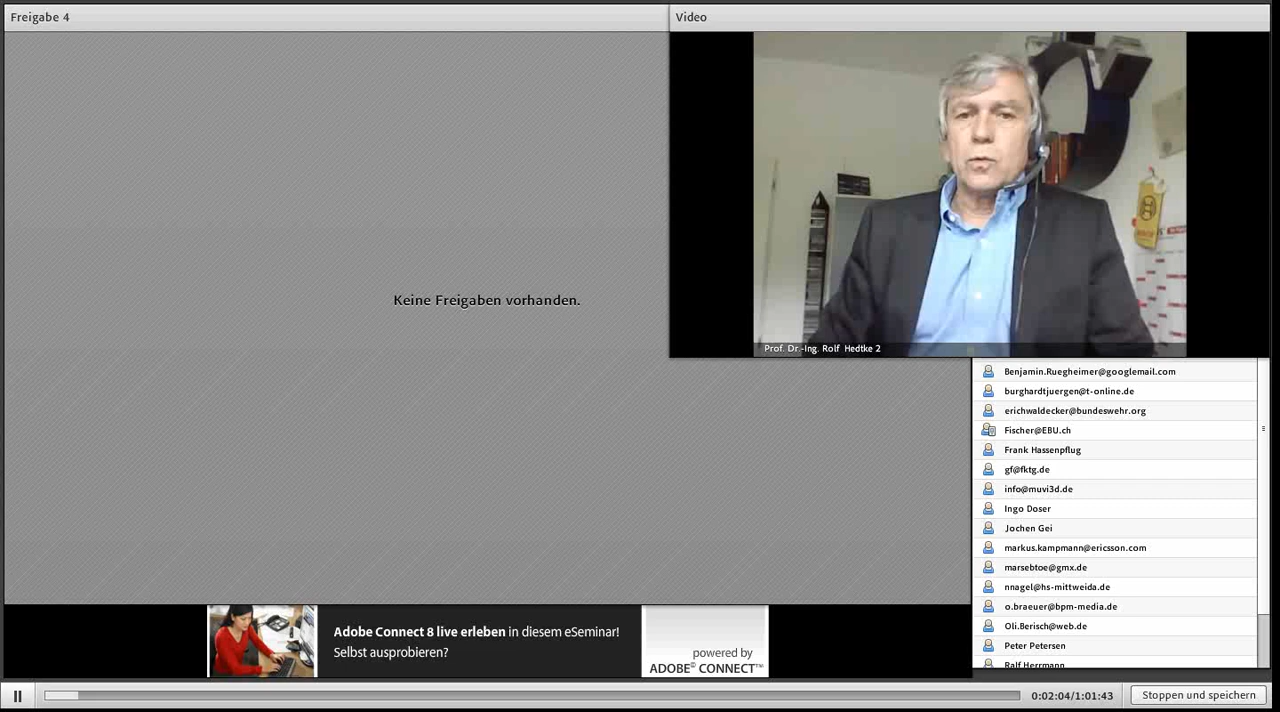 Freigabe 4
Video
Keine Freigaben vorhanden.
Prof. Dr.-Ing. Rolf Hedtke 2
Benjamin.Ruegheimer@googlemail.com
burghardtjuergen@t-online.de
erichwaldecker@bundeswehr.org
Fischer@EBU.ch
Frank Hassenpflug
gf@fktg.de
info@muvi3d.de
Ingo Doser
Jochen Gei
markus.kampmann@ericsson.com
marsebtoe@gmx.de
nnagel@hs-mittweida.de
o.braeuer@bpm-media.de
Oli.Berisch@web.de
Peter Petersen
Ralf Herrmann
Adobe Connect 8 live erleben in diesem eSeminar!
Selbst ausprobieren?
powered by
ADOBE® CONNECT™
0:02:04/1:01:43
Stoppen und speichern